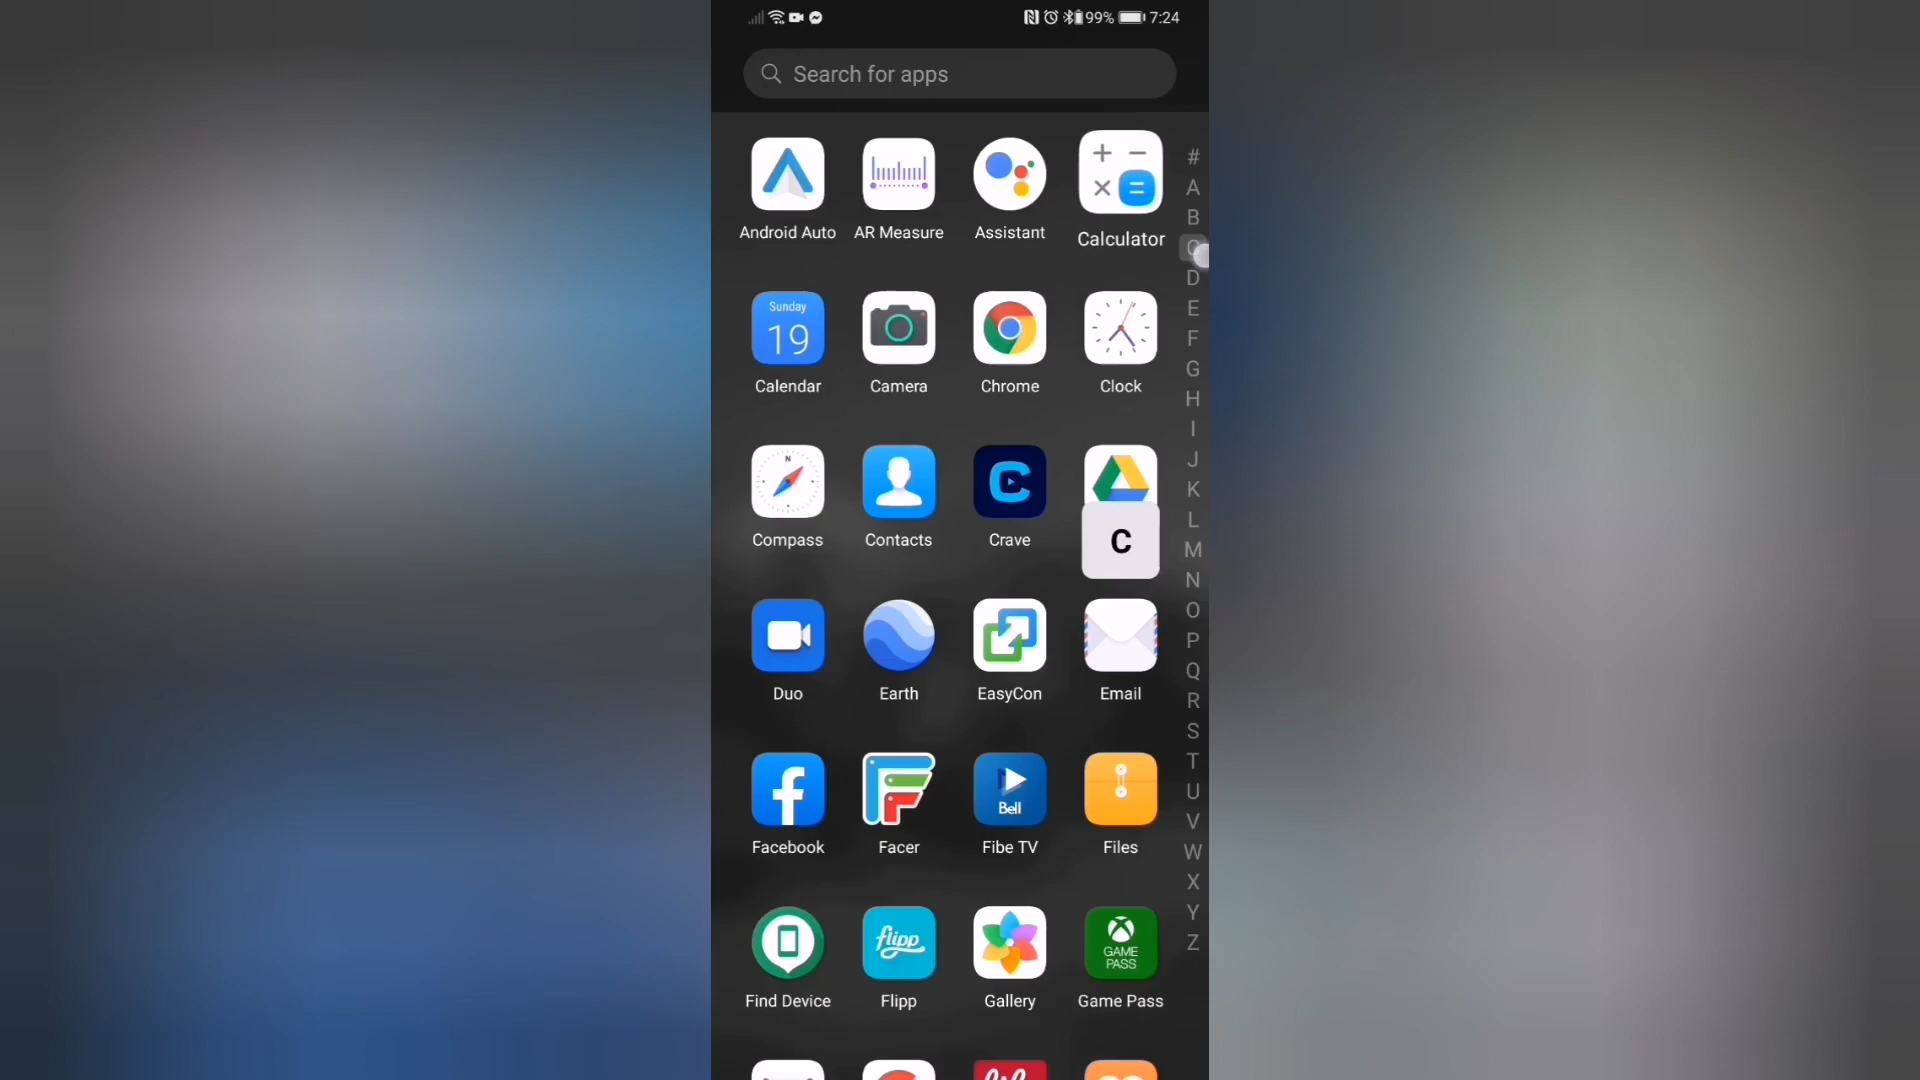 99% 7:24
Search for apps
Android Auto
AR Measure
Assistant
Calculator
#
A
B
C
D
Sunday
19
Calendar
Camera
Chrome
Clock
E
F
G
H
I
N
Compass
Contacts
C
Crave
C
J
K
L
M
N
Duo
Earth
EasyCon
Email
O
P
Q
R
S
f
Facebook
F
Facer
Bell
Fibe TV
Files
T
U
V
W
X
Find Device
flipp
Flipp
Gallery
GAME
PASS
Game Pass
Y
Z